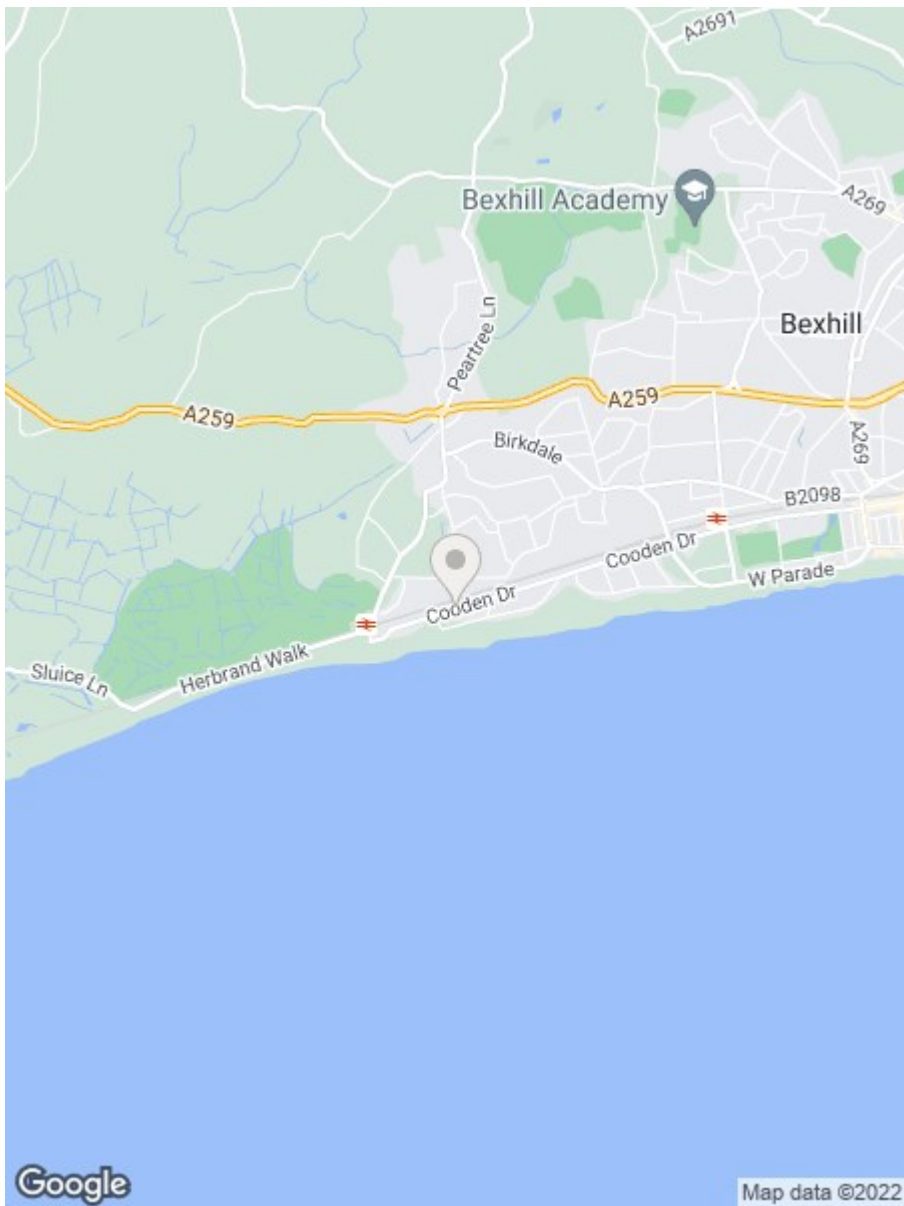 A2691
Bexhill Academy
A269
Bexhill
Peartree Ln
A259
A259
Birkdale
A269
B2098
Cooden Dr
W Parade
Cooden Dr
Herbrand Walk
Sluice Ln
Google
Map data ©2022